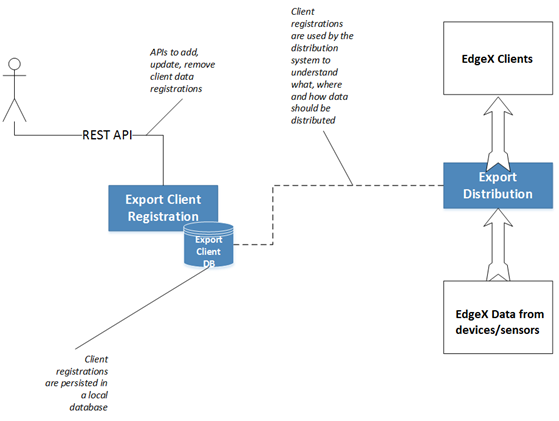 APIs to add,
update, remove
client data
registrations
REST API
Export Client
Registration
Export
Client
DB
Client
registrations
are persisted in
a local
database
Client
registrations
are used by the
distribution
system to
understand
what, where
and how data
should be
distributed
EdgeX Clients
Export
Distribution
EdgeX Data from
devices/sensors